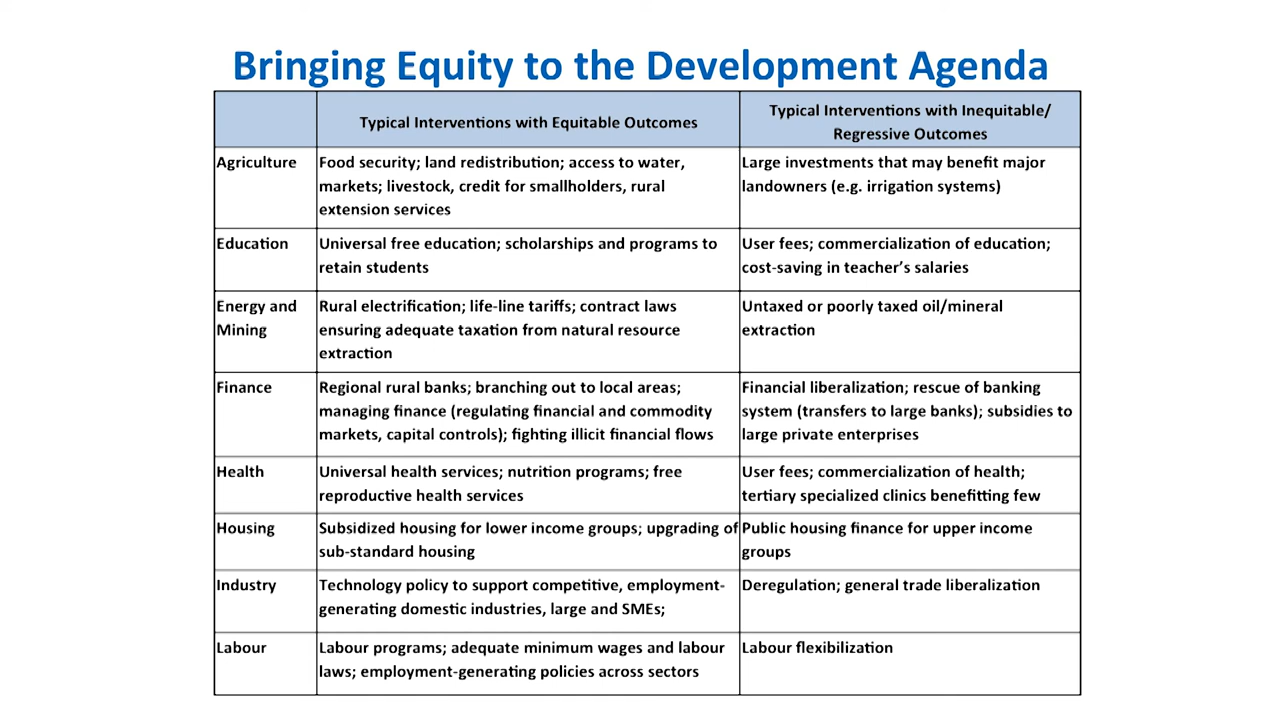 Bringing Equity to the Development Agenda
Typical Interventions with Equitable Outcomes
Typical Interventions with Inequitable/
Regressive Outcomes
Agriculture
Food security; land redistribution; access to water,
markets; livestock, credit for smallholders, rural
extension services
Large investments that may benefit major
landowners (e.g. irrigation systems)
Education
Universal free education; scholarships and programs to
retain students
User fees; commercialization of education;
cost-saving in teacher’s salaries
Energy and
Mining
Rural electrification; life-line tariffs; contract laws
ensuring adequate taxation from natural resource
extraction
Untaxed or poorly taxed oil/mineral
extraction
Finance
Regional rural banks; branching out to local areas;
managing finance (regulating financial and commodity
markets, capital controls); fighting illicit financial flows
Financial liberalization; rescue of banking
system (transfers to large banks); subsidies to
large private enterprises
Health
Universal health services; nutrition programs; free
reproductive health services
User fees; commercialization of health;
tertiary specialized clinics benefitting few
Housing
Subsidized housing for lower income groups; upgrading of
sub-standard housing
Public housing finance for upper income
groups
Industry
Technology policy to support competitive, employment-
generating domestic industries, large and SMEs;
Deregulation; general trade liberalization
Labour
Labour programs; adequate minimum wages and labour
laws; employment-generating policies across sectors
Labour flexibilization